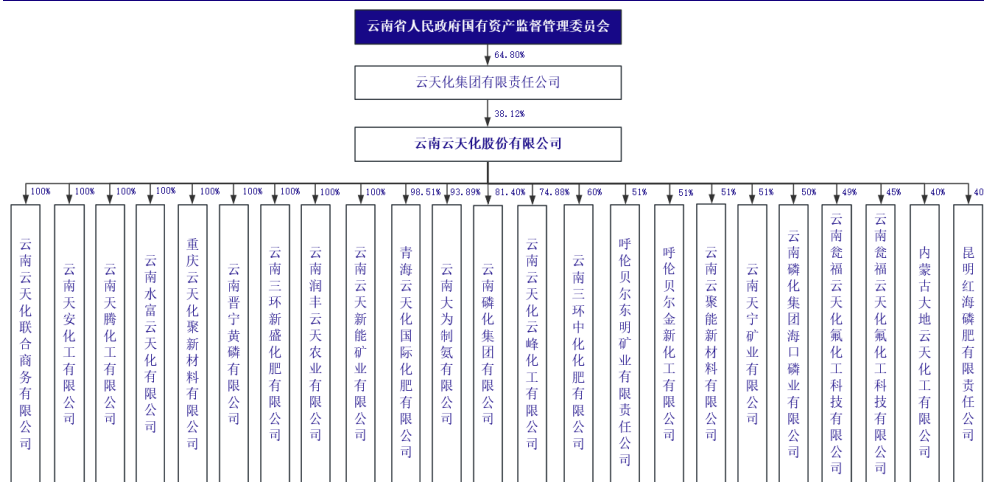 云南省人民政府国有资产监督管理委员会
64.80%
云天化集团有限责任公司
38.12%
云南云天化股份有限公司
100%
100%
100%
100%
100%
100%
100%
100%
100%
98.51%
93.89%
81.40%
74.88%
60%
51%
51%
51%
51%
50%
49%
45%
40%
40
云南云天化联合商务有限公司
云南天安化工有限公司
云南天腾化工有限公司
云南水富云天化有限公司
重庆云天化聚新材料有限公司
云南晋宁黄磷有限公司
云南三环新盛化肥有限公司
云南润丰云天农业有限公司
云南云天新能矿业有限公司
青海云天化国际化肥有限公司
云南大为制氨有限公司
云南磷化集团有限公司
云南云天化云峰化工有限公司
云南三环中化化肥有限公司
呼伦贝尔东明矿业有限责任公司
呼伦贝尔金新化工有限公司
云南云聚能新材料有限公司
云南天宁矿业有限公司
云南磷化集团海口磷业有限公司
云南瓮福云天化氟化工科技有限公司
云南瓮福云天化氟化工科技有限公司
内蒙古大地云天化工有限公司
昆明红海磷肥有限责任公司